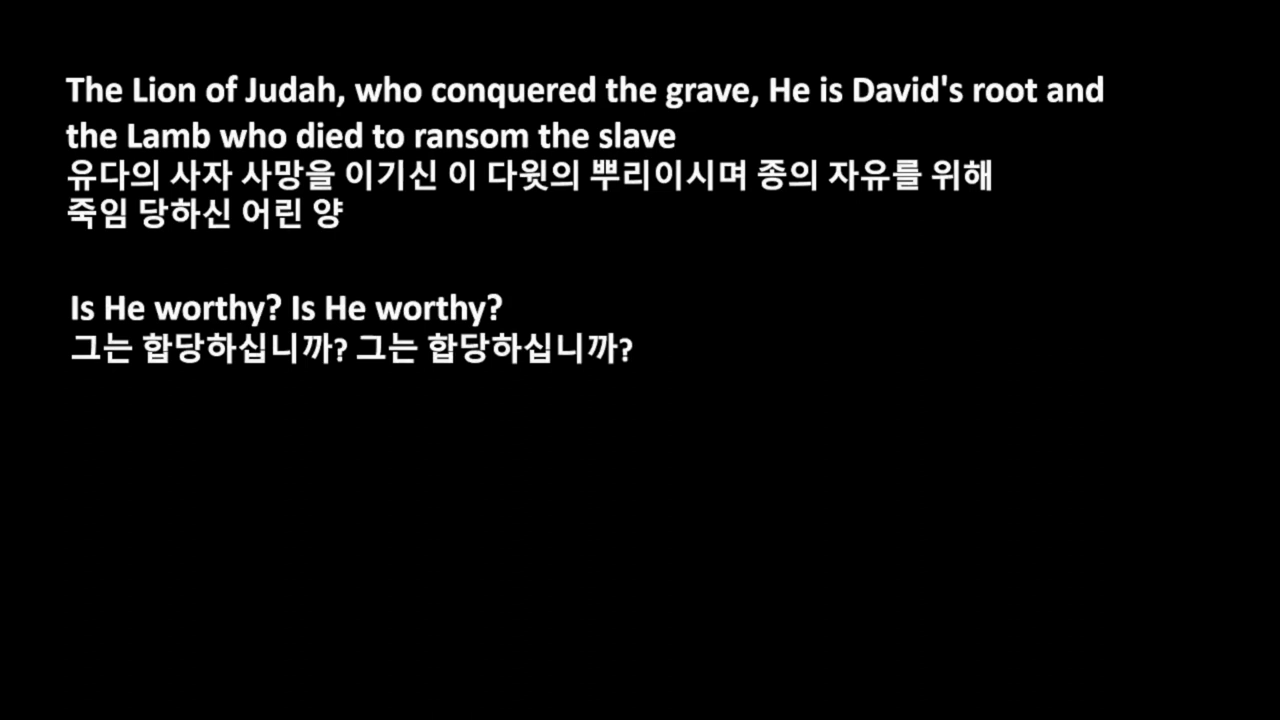 The Lion of Judah, who conquered the grave, He is David's root and
the Lamb who died to ransom the slave
유다의 사자 사망을 이기신 이 다윗의 뿌리이시며 종의 자유를 위해
죽임 당하신 어린 양
Is He worthy? Is He worthy?
그는 합당하십니까? 그는 합당하십니까?